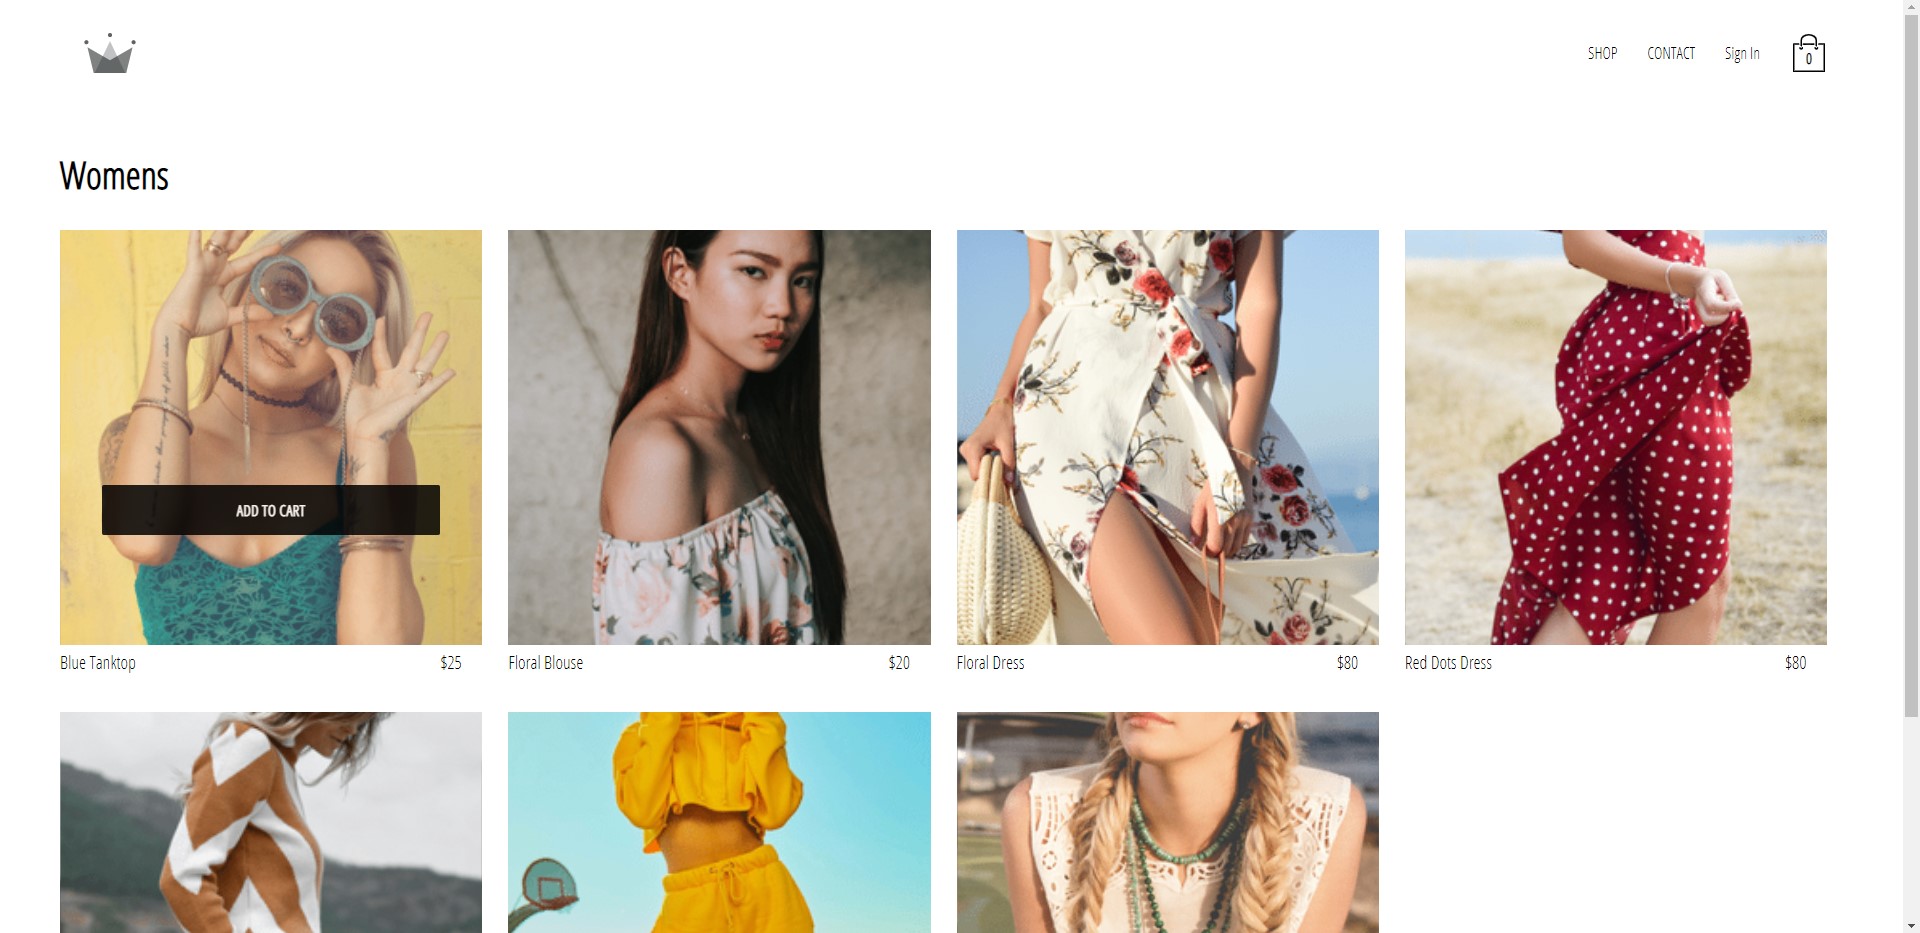 SHOP CONTACT Sign In 0
Womens
ADD TO CART
Blue Tanktop $25
Floral Blouse $20
Floral Dress $80
Red Dots Dress $80